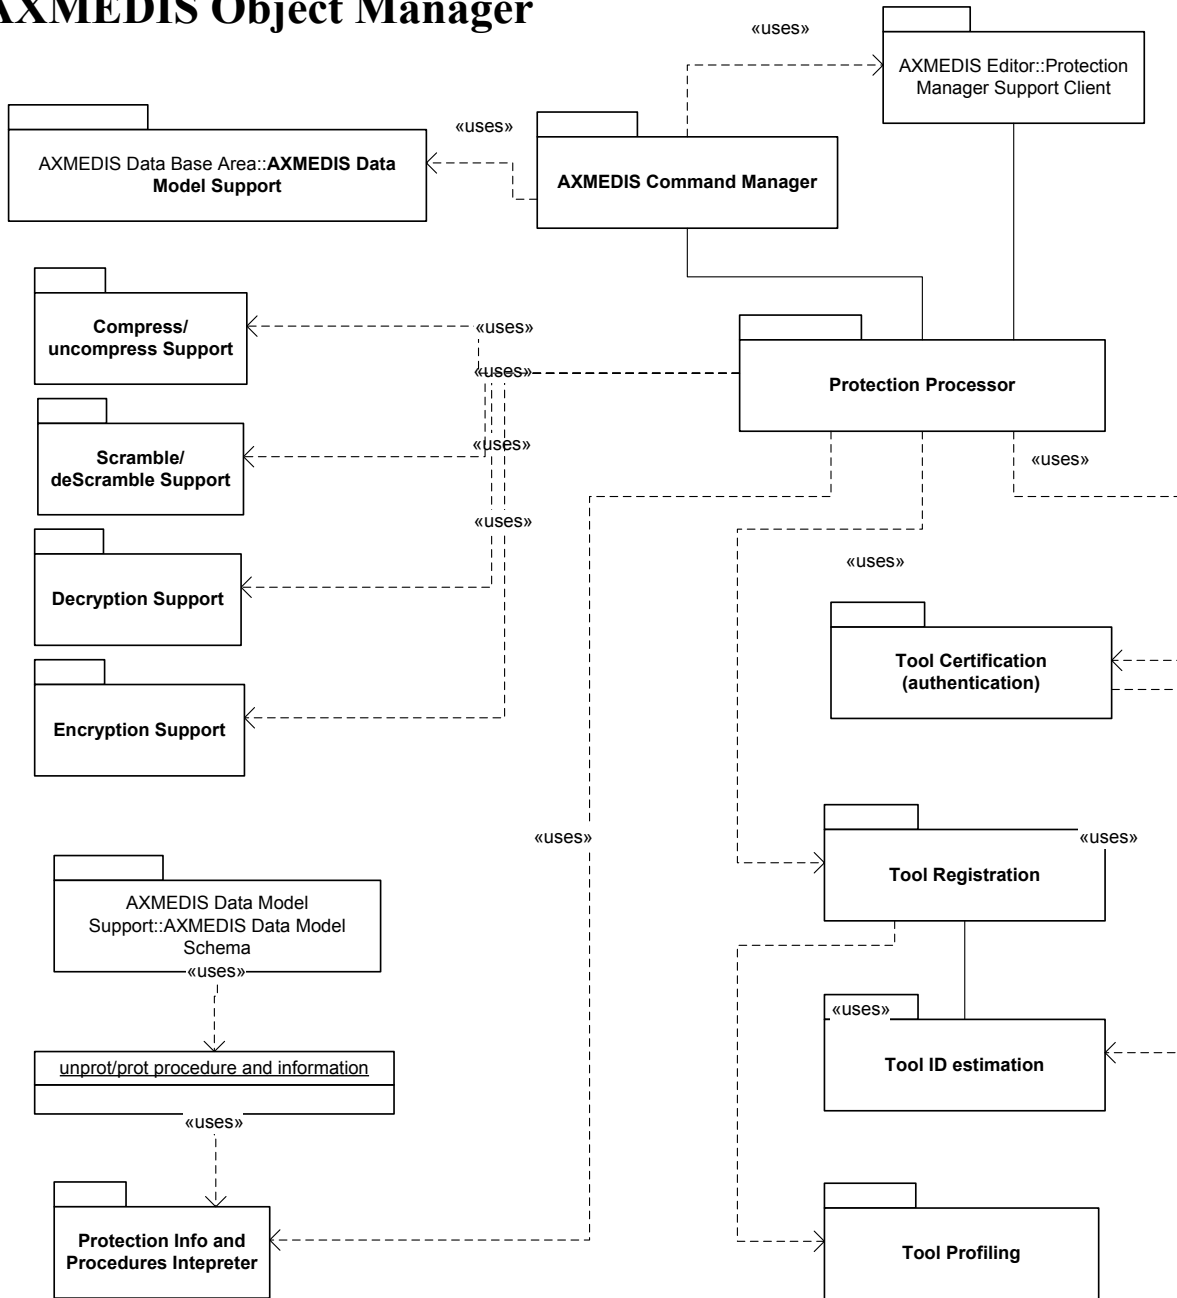 AXMEDIS Object Manager
«uses»
AXMEDIS Editor::Protection
Manager Support Client
«uses»
AXMEDIS Data Base Area::AXMEDIS Data
Model Support
AXMEDIS Command Manager
Compress/
uncompress Support
«uses»
«uses»
Protection Processor
Scramble/
deScramble Support
«uses»
«uses»
«uses»
«uses»
Decryption Support
Tool Certification
(authentication)
Encryption Support
«uses»
«uses»
Tool Registration
AXMEDIS Data Model
Support::AXMEDIS Data Model
Schema
«uses»
«uses»
unprot/prot procedure and information
Tool ID estimation
«uses»
Protection Info and
Procedures Intepreter
Tool Profiling